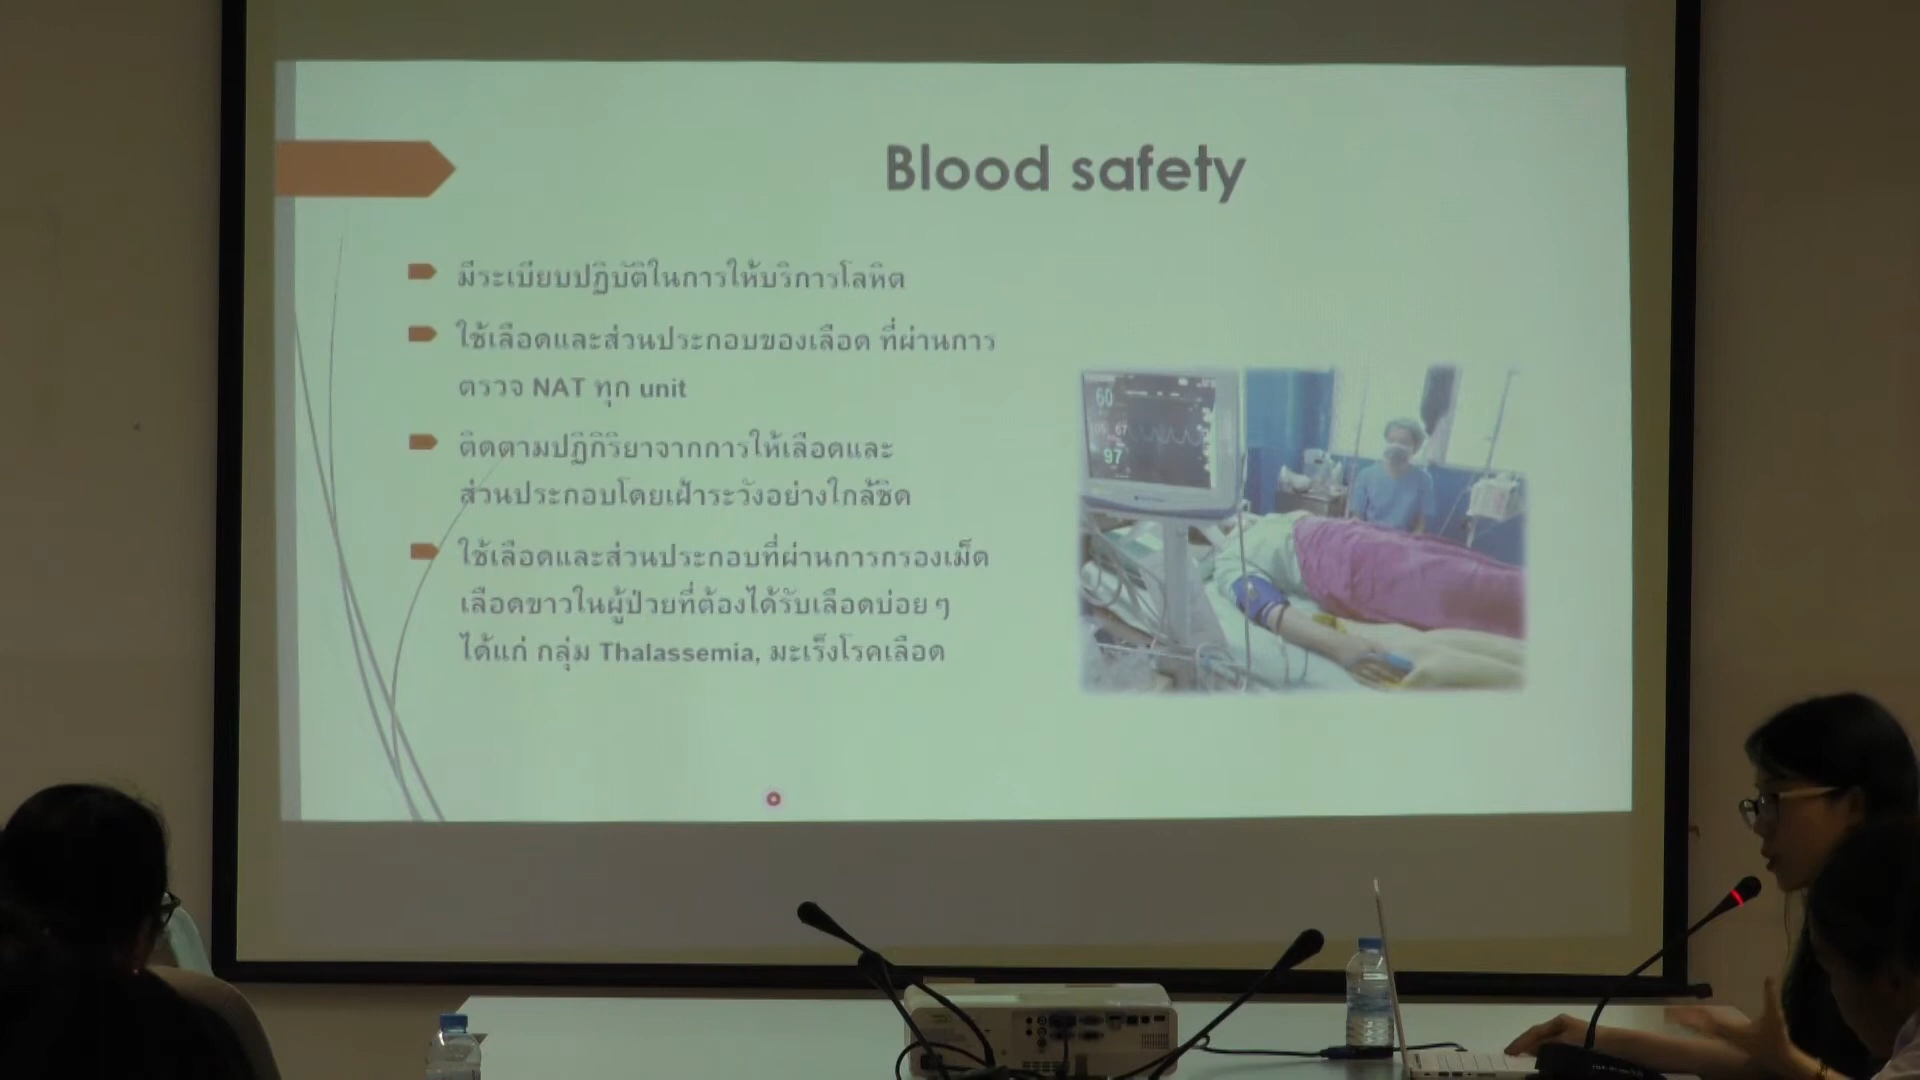 Blood safety
มีระเบียบปฏิบัติในการให้บริการโลหิต
ใช้เลือดและส่วนประกอบของเลือด ที่ผ่านการ
ตรวจ NAT ทุก unit
ติดตามปฏิกิริยาจากการให้เลือดและ
ส่วนประกอบโดยเฝ้าระวังอย่างใกล้ชิด
ใช้เลือดและส่วนประกอบที่ผ่านการกรองเม็ด
เลือดขาวในผู้ป่วยที่ต้องได้รับเลือดบ่อย ๆ
ได้แก่ กลุ่ม Thalassemia, มะเร็งโรคเลือด
60
97